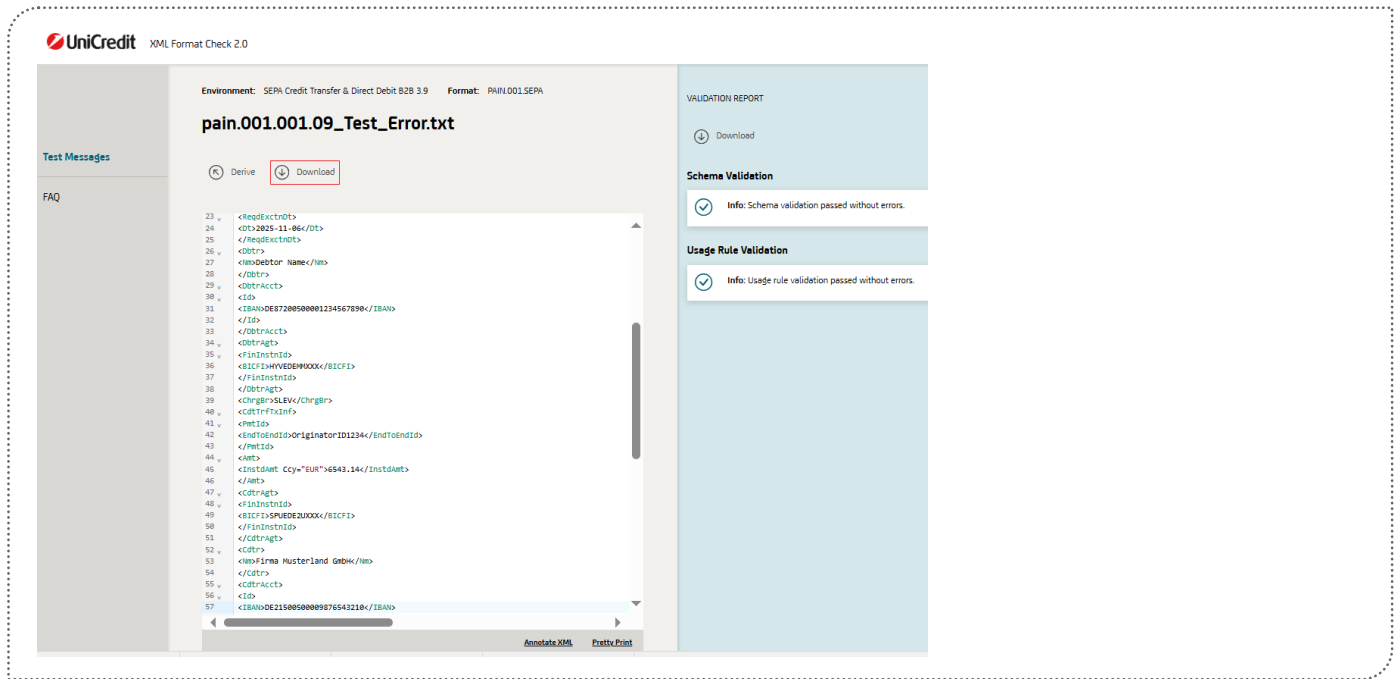 UniCredit XML Format Check 2.0
Environment: SEPA Credit Transfer & Direct Debit B2B 3.9 Format: PAIN.001.SEPA
pain.001.001.09_Test_Error.txt
Test Messages
FAQ
Derive Download
23 <ReqdExctnDt>
24 <Dt>2025-11-06</Dt>
25 </ReqdExctnDt>
26 <Dbtr>
27 <Nm>Debtor Name</Nm>
28 </Dbtr>
29 <DbtrAcct>
30 <Id>
31 <IBAN>DE87200500001234567890</IBAN>
32 </Id>
33 </DbtrAcct>
34 <DbtrAgt>
35 <FinInstnId>
36 <BICFI>HYVEDEMMXXX</BICFI>
37 </FinInstnId>
38 </DbtrAgt>
39 <ChrgBr>SLEV</ChrgBr>
40 <CdtTrfTxInf>
41 <PmtId>
42 <EndToEndId>OriginatorID1234</EndToEndId>
43 </PmtId>
44 <Amt>
45 <InstdAmt Ccy="EUR">6543.14</InstdAmt>
46 </Amt>
47 <CdtrAgt>
48 <FinInstnId>
49 <BICFI>SPUEDE2UXXX</BICFI>
50 </FinInstnId>
51 </CdtrAgt>
52 <Cdtr>
53 <Nm>Firma Musterland GmbH</Nm>
54 </Cdtr>
55 <CdtrAcct>
56 <Id>
57 <IBAN>DE21500500009876543210</IBAN>
Annotate XML Pretty Print
VALIDATION REPORT
Download
Schema Validation
Info: Schema validation passed without errors.
Usage Rule Validation
Info: Usage rule validation passed without errors.